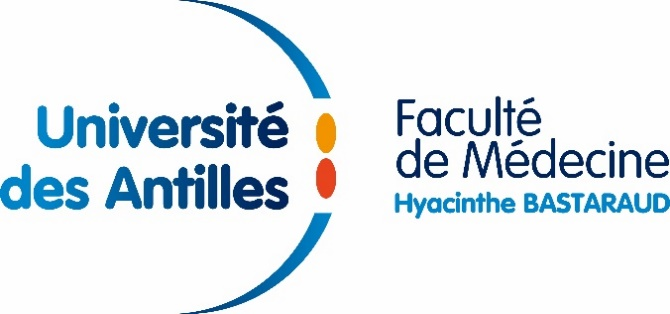 Université
des Antilles
Faculté
de Médecine
Hyacinthe BASTARAUD